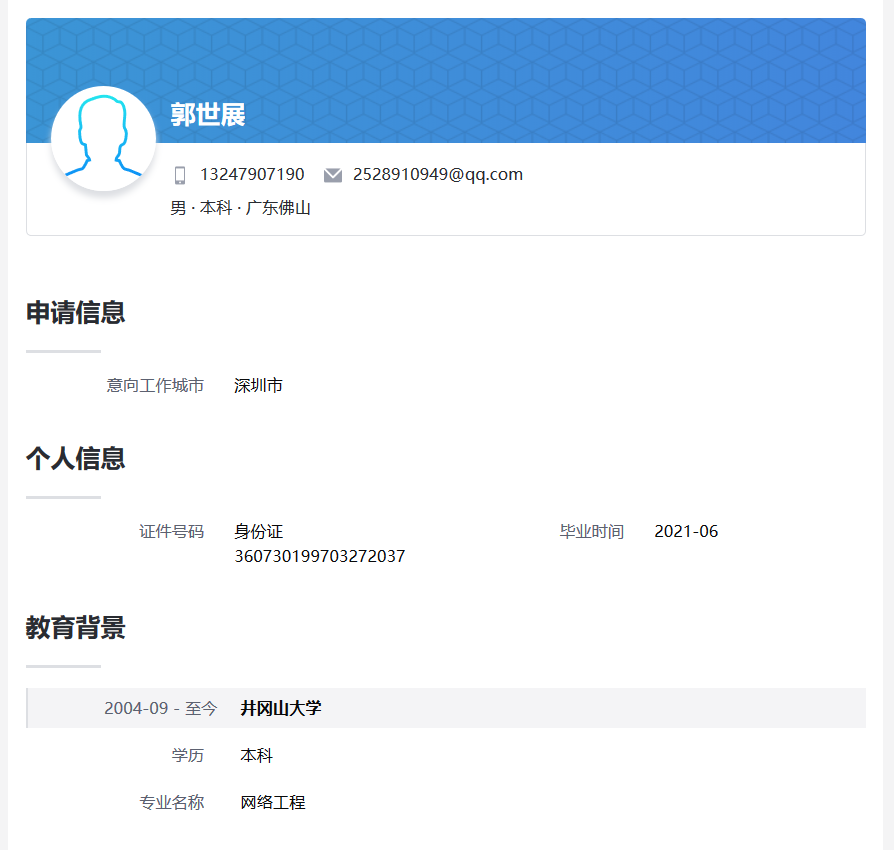 郭世展
13247907190 2528910949@qq.com
男 · 本科 · 广东佛山
申请信息
意向工作城市 深圳市
个人信息
证件号码 身份证 毕业时间 2021-06
360730199703272037
教育背景
2004-09 - 至今 井冈山大学
学历 本科
专业名称 网络工程